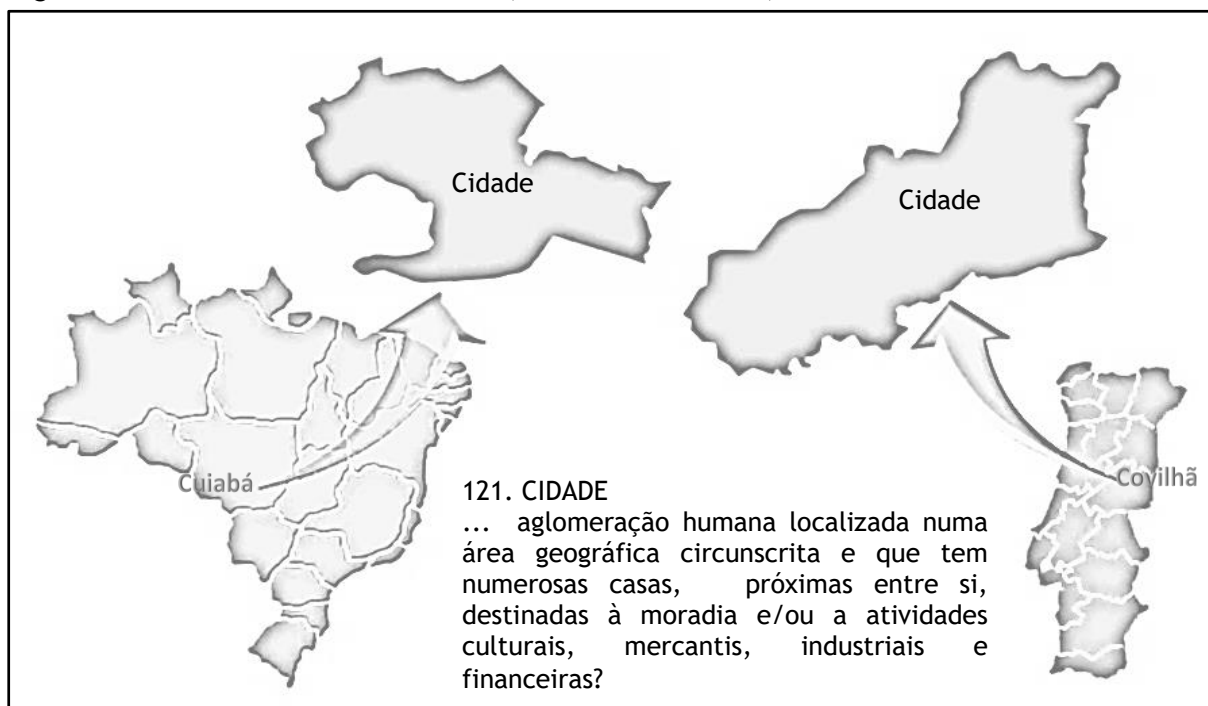 Cidade
Cidade
Cuiabá
Covilhã
121. CIDADE
... aglomeração humana localizada numa
área geográfica circunscrita e que tem
numerosas casas, próximas entre si,
destinadas à moradia e/ou a atividades
culturais, mercantis, industriais e
financeiras?